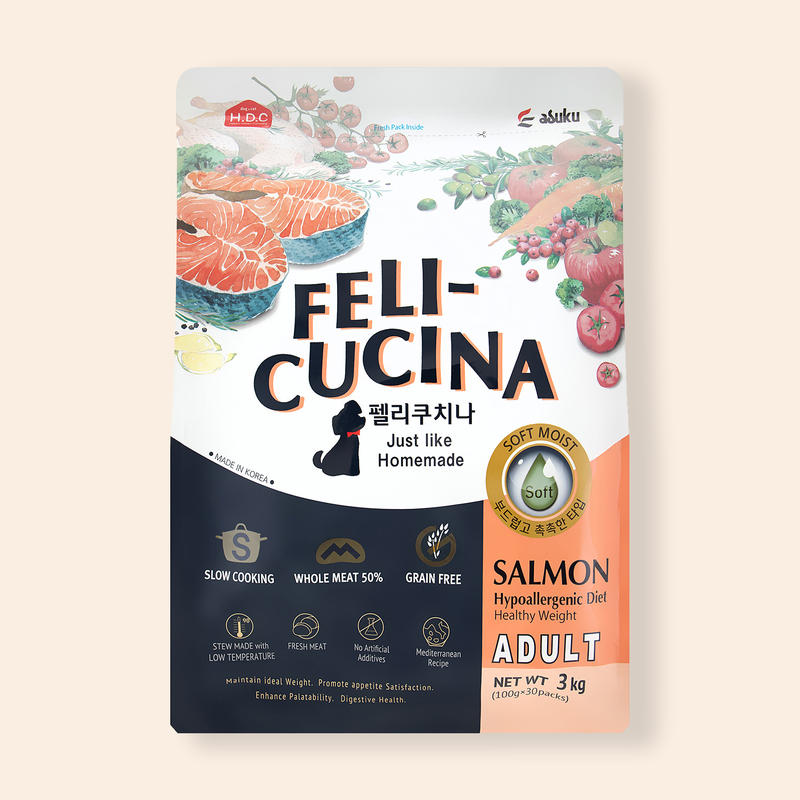 dog & cat
H.D.C
asuku
Fresh Pack Inside
FELI-
CUCINA
펠리쿠치나
Just like
Homemade
• MADE IN KOREA •
SOFT MOIST
Soft
부드럽고 촉촉한 타입
S
SLOW COOKING
WHOLE MEAT 50%
GRAIN FREE
STEW MADE with
LOW TEMPERATURE
FRESH MEAT
No Artificial
Additives
Mediterranean
Recipe
Maintain ideal Weight. Promote appetite Satisfaction.
Enhance Palatability. Digestive Health.
SALMON
Hypoallergenic Diet
Healthy Weight
ADULT
NET WT 3kg
(100g×30packs)